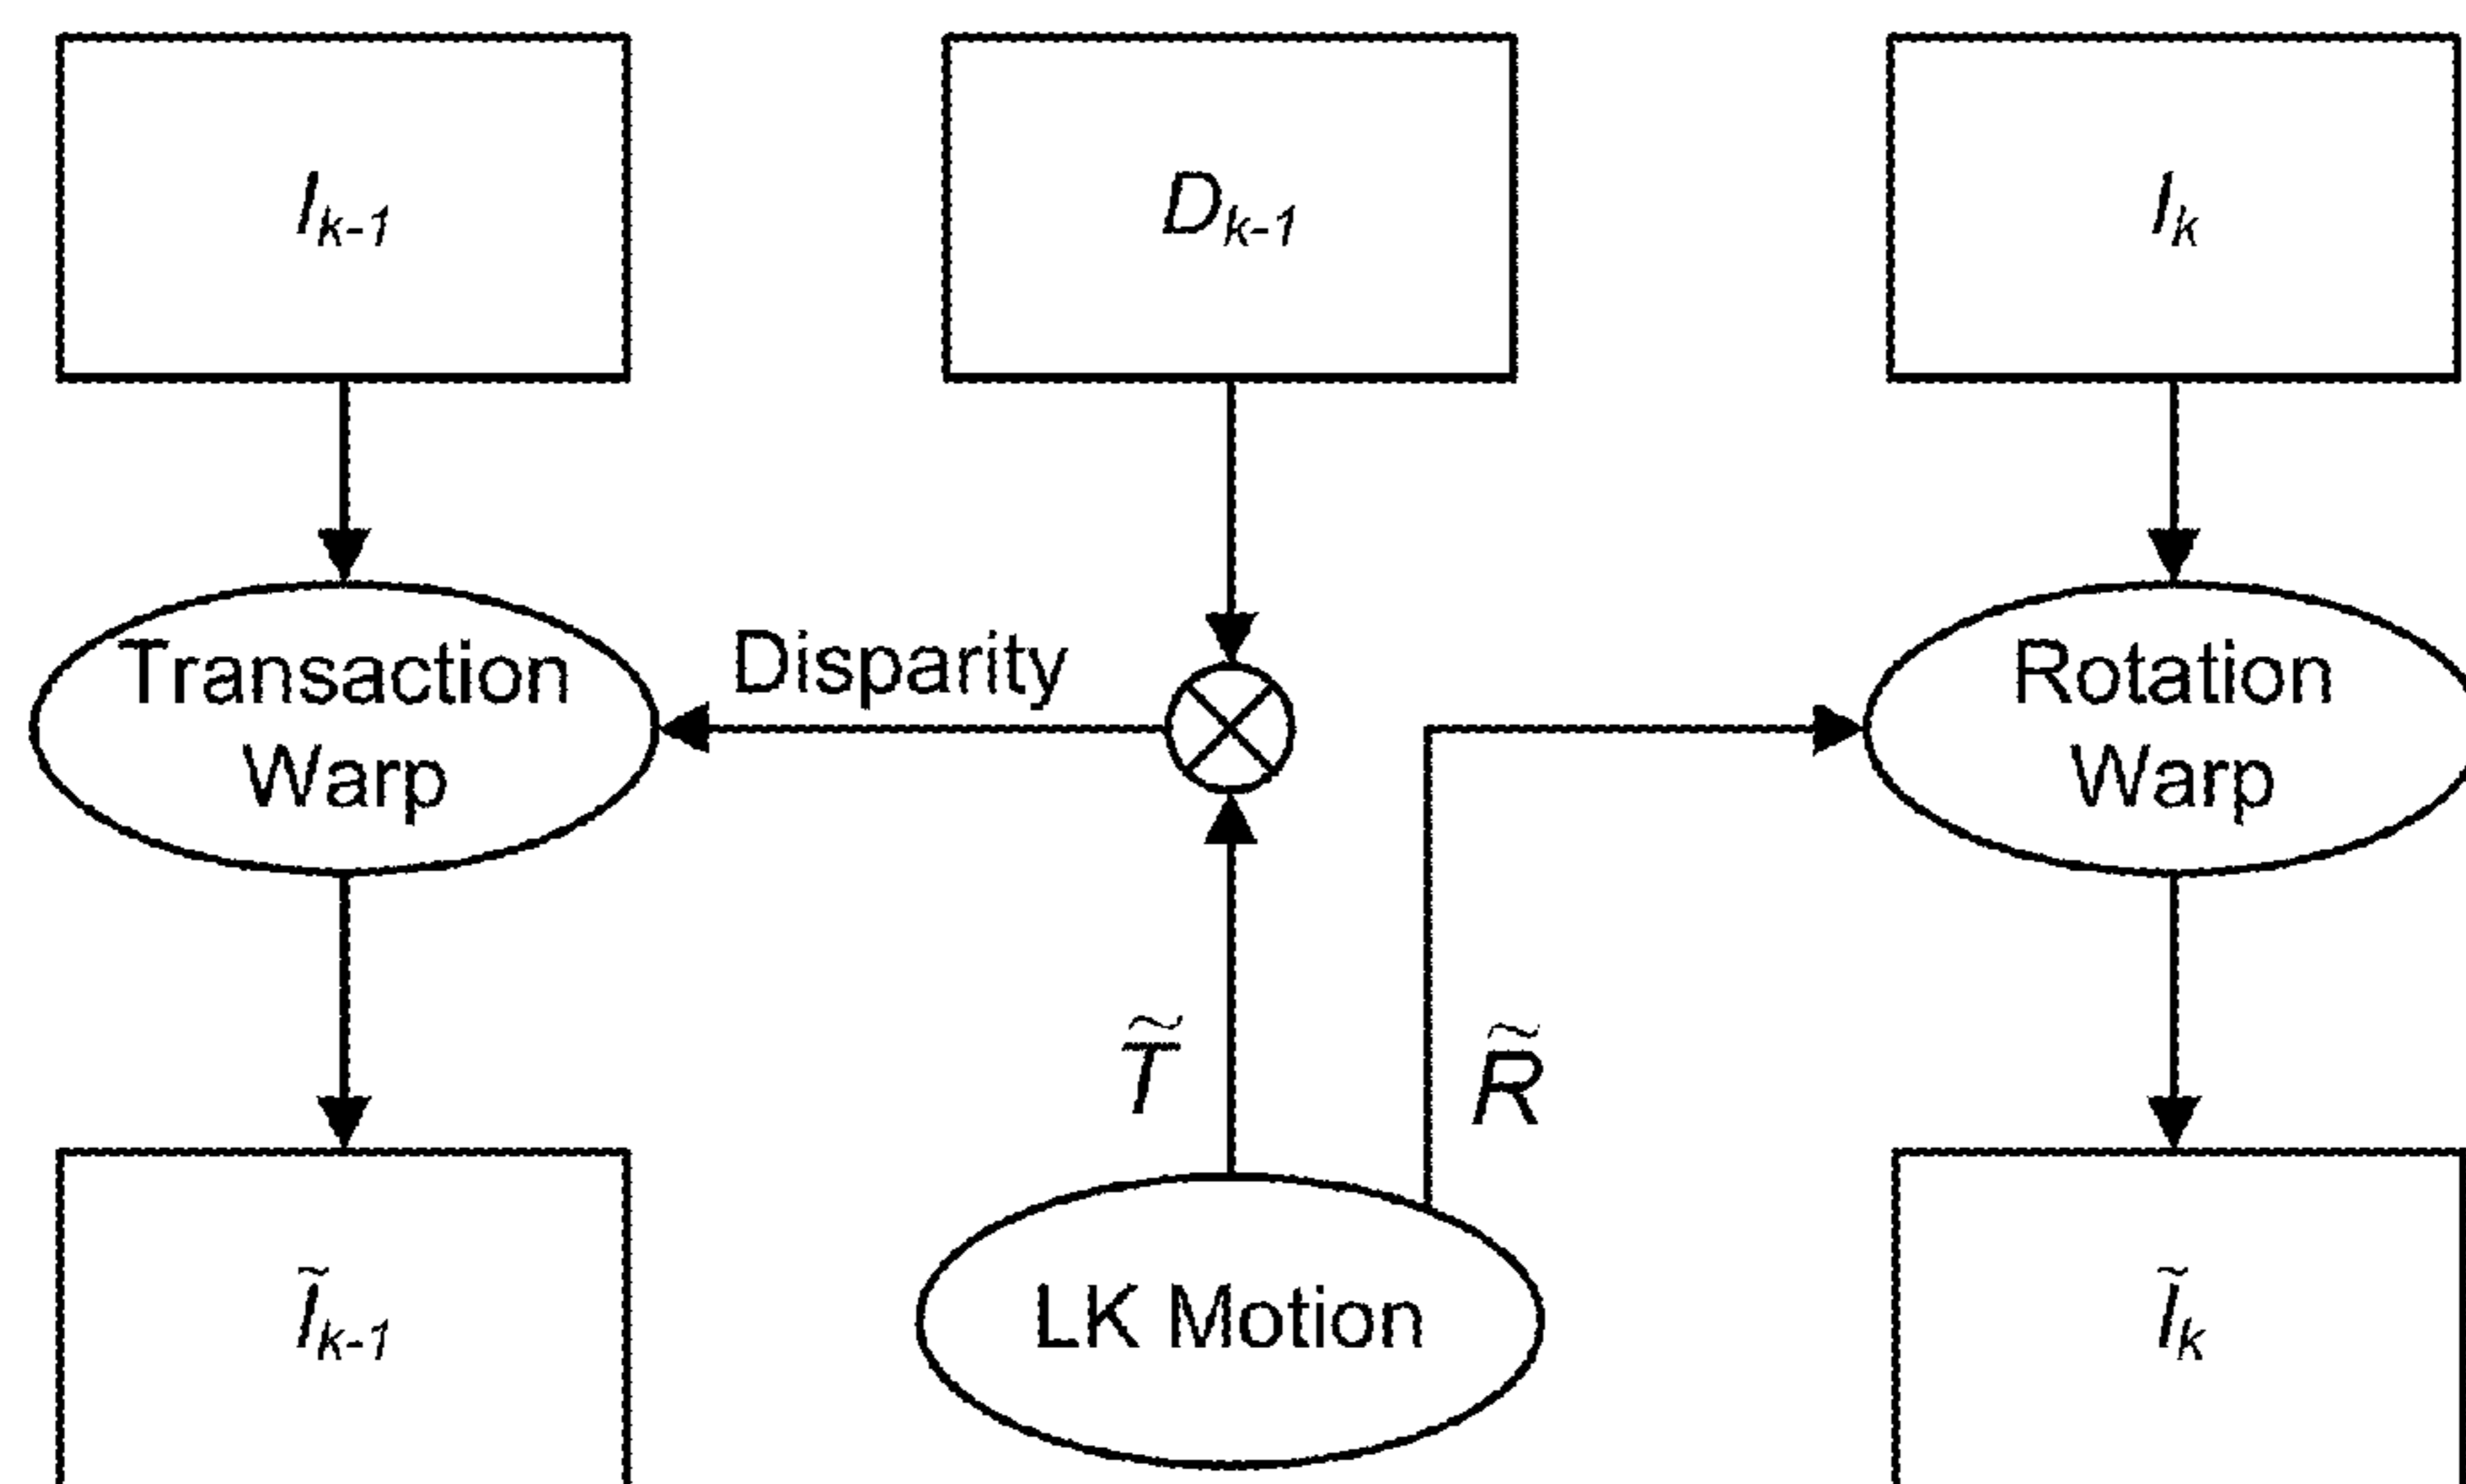 I_{k-1}
D_{k-1}
I_k
Transaction
Warp
Disparity
Rotation
Warp
T̃
R̃
Ĩ_{k-1}
LK Motion
Ĩ_k